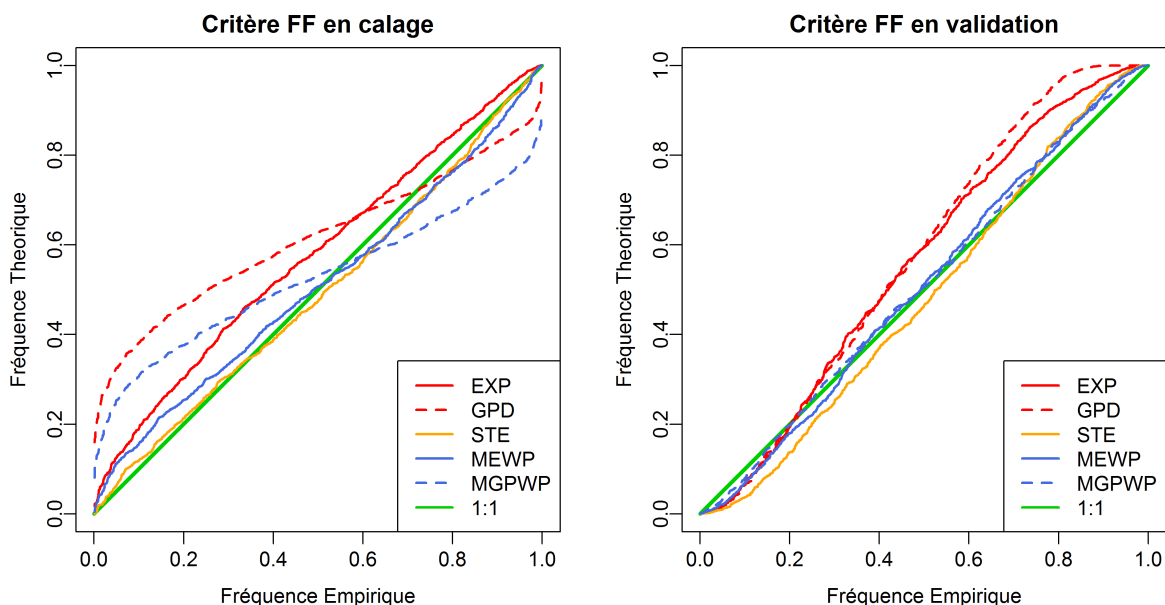 Critère FF en calage
Fréquence Theorique
1.0
0.8
0.6
0.4
0.2
0.0
0.0 0.2 0.4 0.6 0.8 1.0
Fréquence Empirique
EXP
GPD
STE
MEWP
MGPWP
1:1
Critère FF en validation
Fréquence Theorique
1.0
0.8
0.6
0.4
0.2
0.0
0.0 0.2 0.4 0.6 0.8 1.0
Fréquence Empirique
EXP
GPD
STE
MEWP
MGPWP
1:1